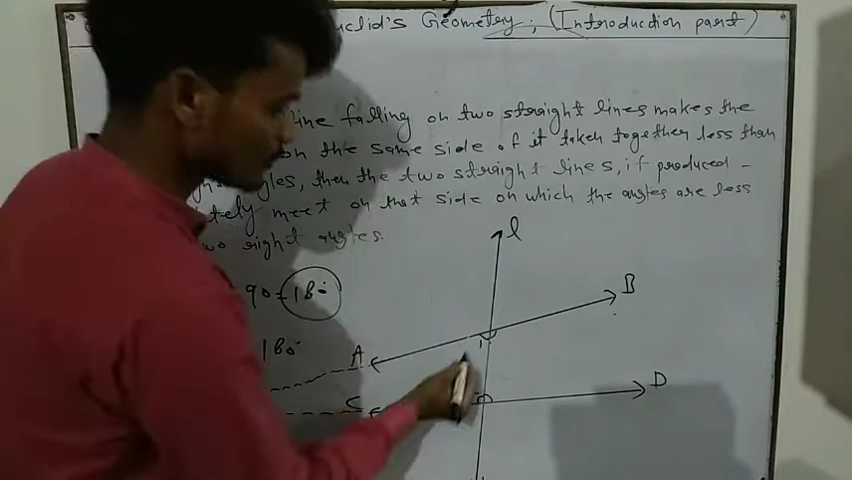 uclid's Geometry; (Introduction part)
line falling on two straight lines makes the
on the same side of it taken together less than
angles, then the two straight lines, if produced -
tely meet on that side on which the angles are less
wo right angles.
90 = 180°
180°
l
B
1
A
C
D